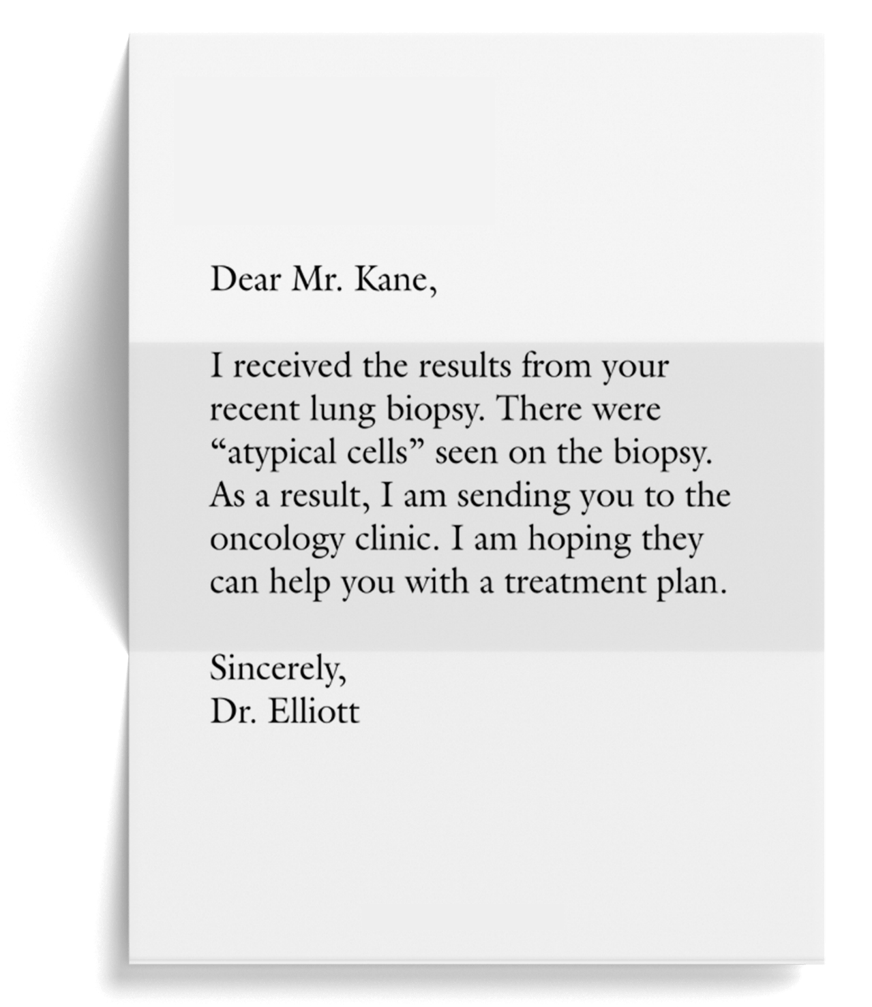 Dear Mr. Kane,
I received the results from your
recent lung biopsy. There were
“atypical cells” seen on the biopsy.
As a result, I am sending you to the
oncology clinic. I am hoping they
can help you with a treatment plan.
Sincerely,
Dr. Elliott